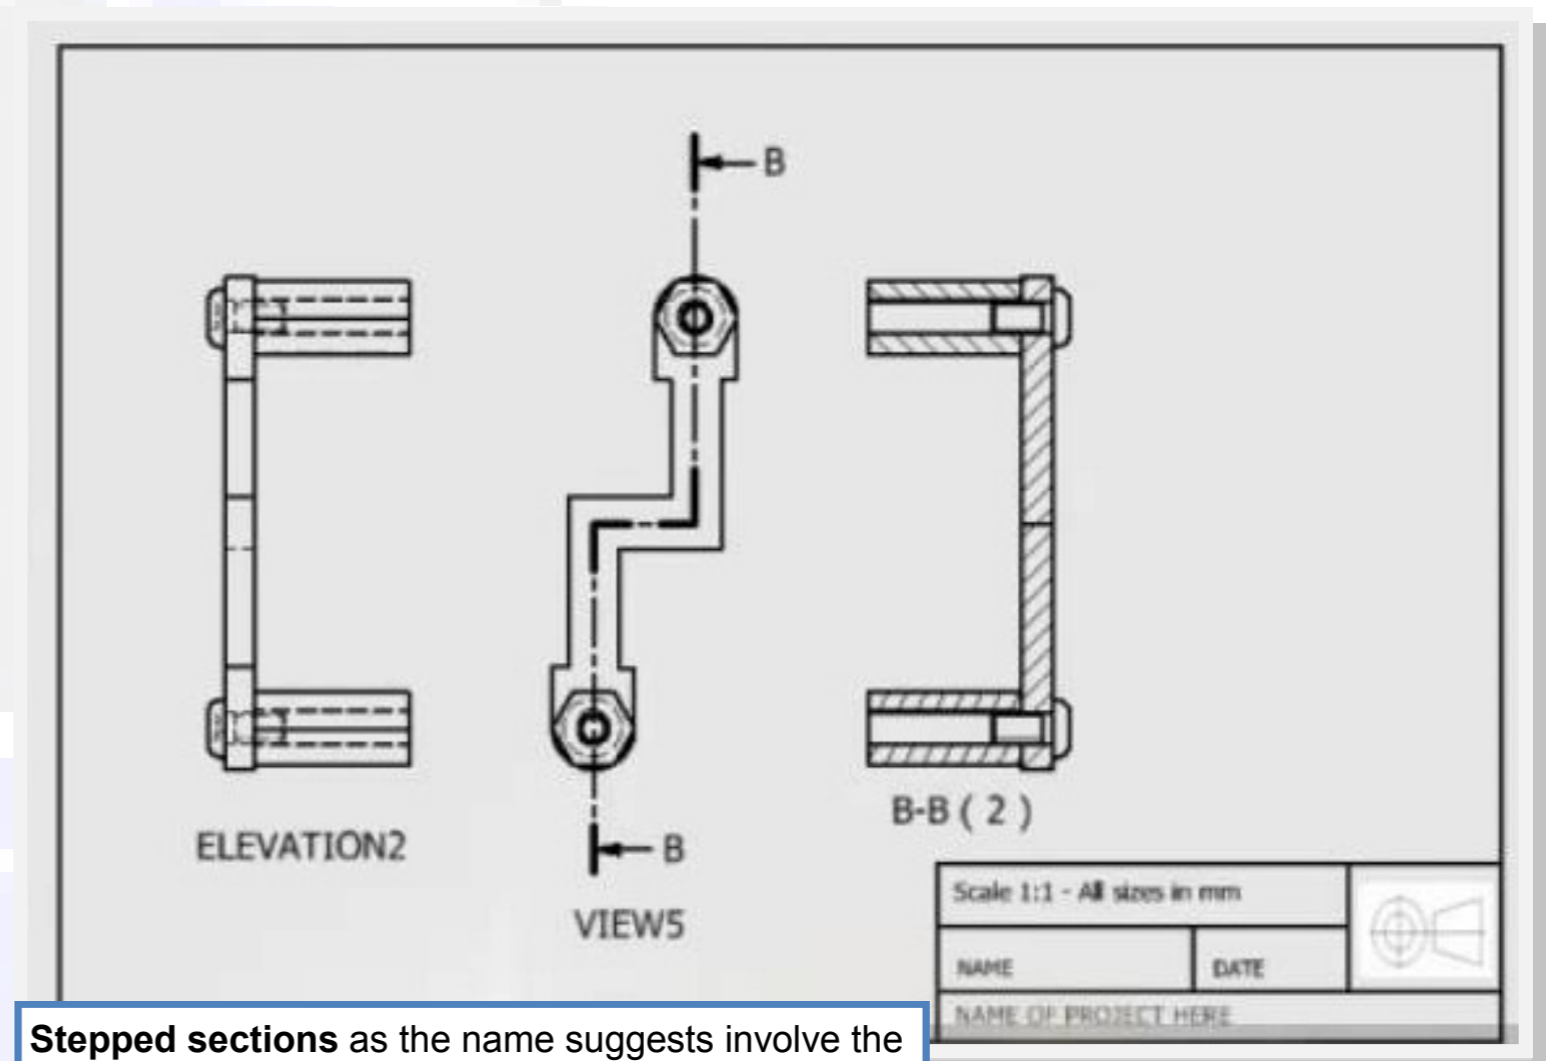 B
B
B-B ( 2 )
ELEVATION2
VIEW5
Scale 1:1 - All sizes in mm
NAME
DATE
NAME OF PROJECT HERE
Stepped sections as the name suggests involve the